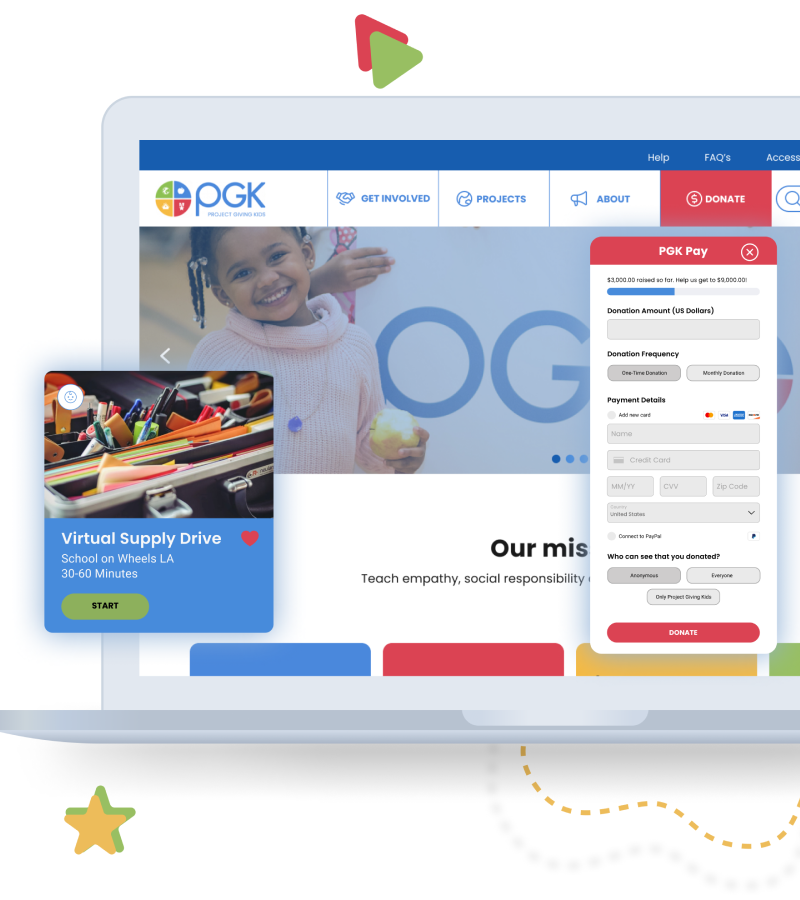 Help FAQ's Access
PGK
PROJECT GIVING KIDS
GET INVOLVED PROJECTS ABOUT DONATE
PGK Pay
$3,000.00 raised so far. Help us get to $9,000.00!
Donation Amount (US Dollars)
Donation Frequency
One-Time Donation Monthly Donation
Payment Details
Add new card VISA
Name
Credit Card
MM/YY CVV Zip Code
Country
United States
Connect to PayPal
Who can see that you donated?
Anonymous Everyone
Only Project Giving Kids
DONATE
PG
Virtual Supply Drive
School on Wheels LA
30-60 Minutes
START
Our mis
Teach empathy, social responsibility